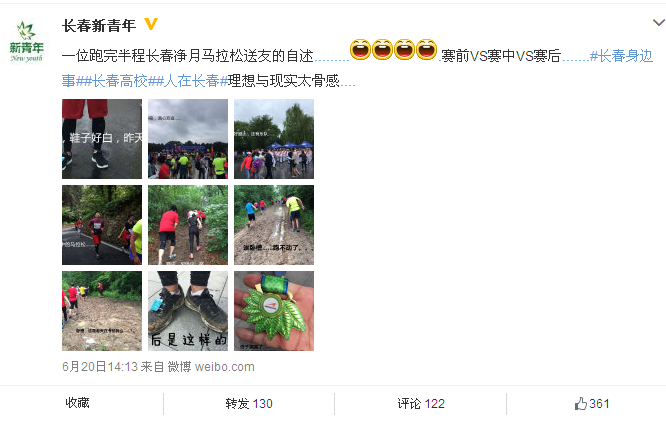 长春新青年
新青年
New youth
一位跑完半程长春净月马拉松送友的自述.........赛前VS赛中VS赛后.......#长春身边
事##长春高校##人在长春#理想与现实太骨感....
，鞋子好白，昨天
后是这样的
6月20日14:13 来自 微博 weibo.com
收藏
转发 130
评论 122
361